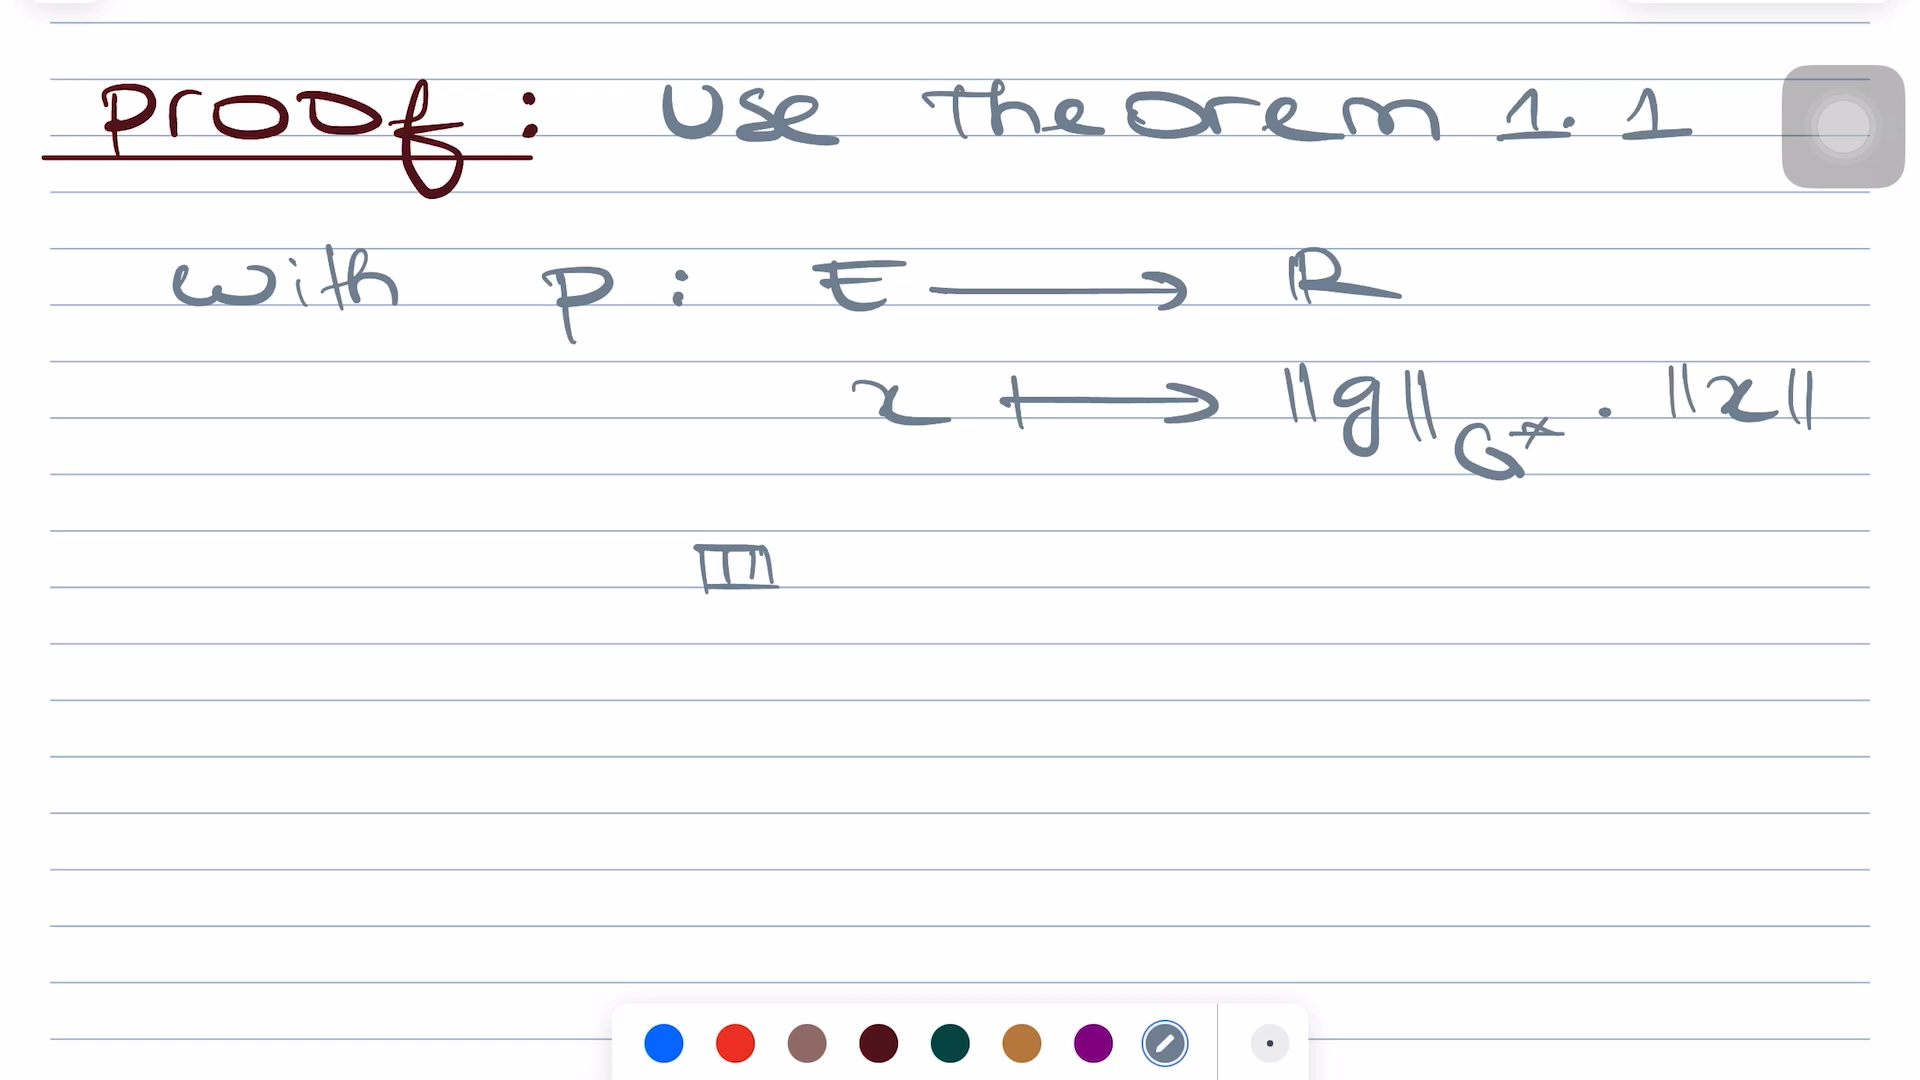 Proof : Use Theorem 1.1
with p : E ⟶ ℝ
x ⟼ ||g||_{G*} . ||x||